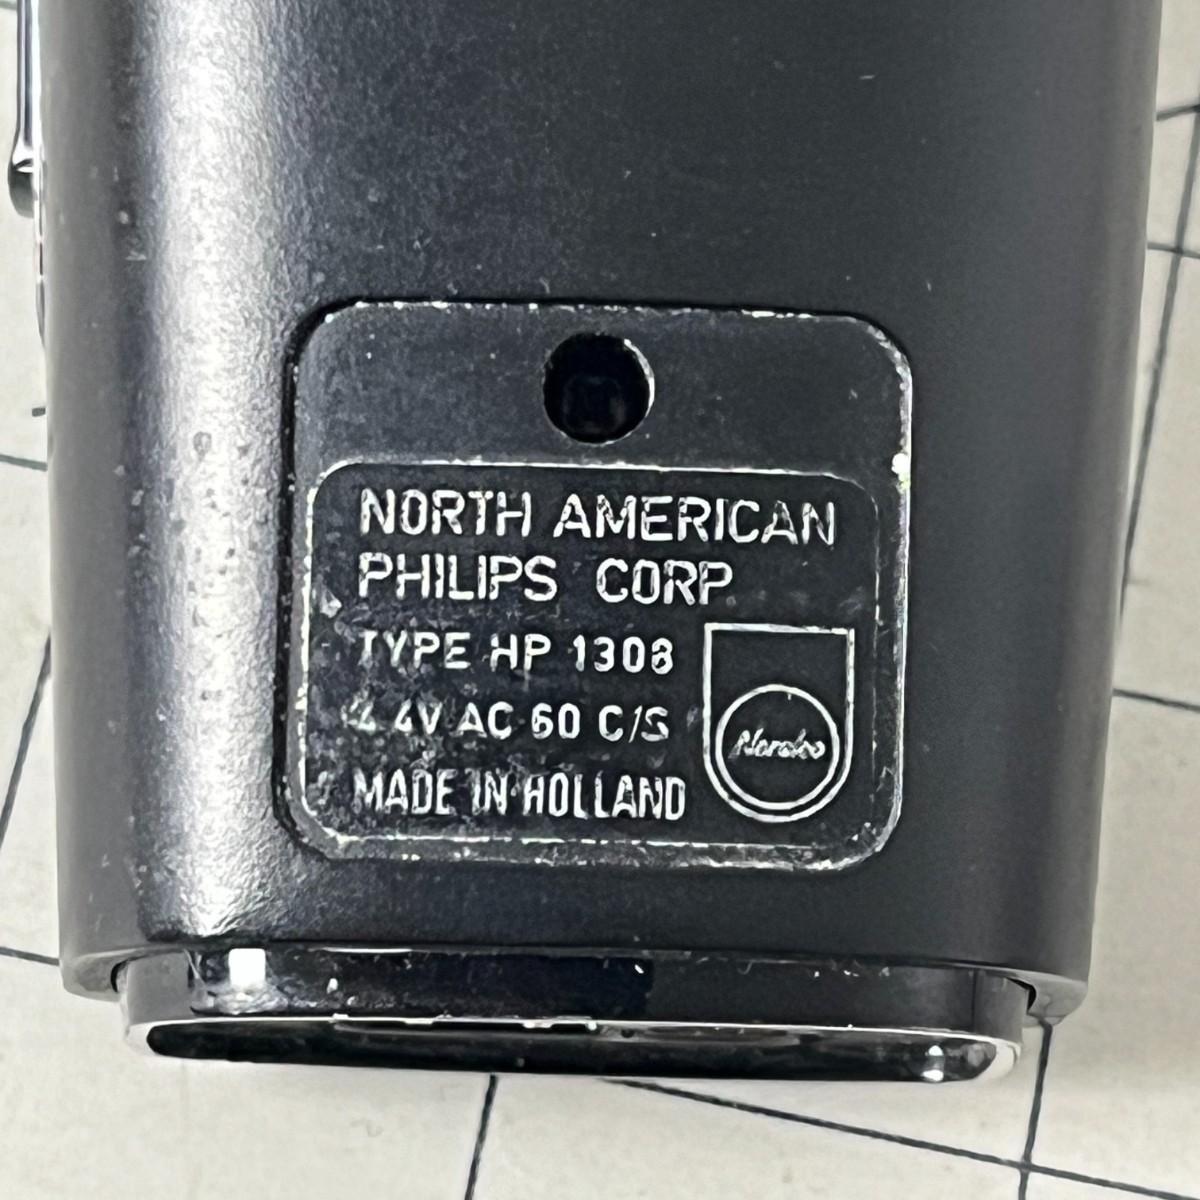 NORTH AMERICAN
PHILIPS CORP
TYPE HP 1308
4.4V AC 60 C/S
MADE IN HOLLAND
Norelco